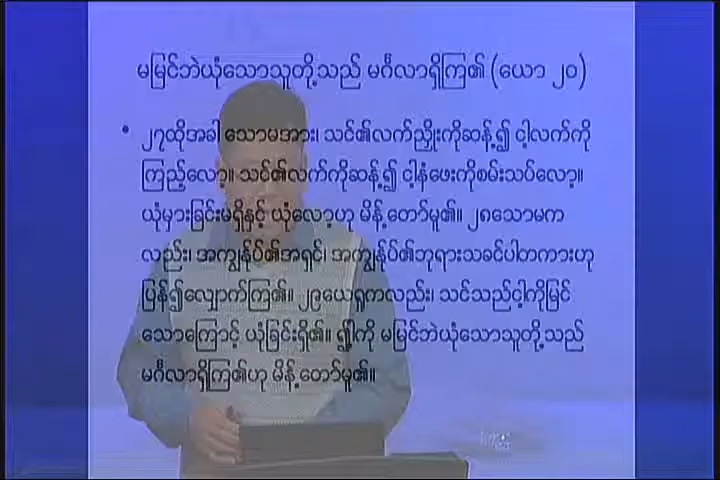 မမြင်ဘဲယုံသောသူတို့သည် မင်္ဂလာရှိကြ၏ (ယော ၂၀)
• ၂၇ထိုအခါ သောမအား၊ သင်၏လက်ညှိုးကိုဆန့်၍ ငါ့လက်ကို
ကြည့်လော့။ သင်၏လက်ကိုဆန့်၍ ငါ့နံဖေးကိုစမ်းသပ်လော့။
ယုံမှားခြင်းမရှိနှင့် ယုံလော့ဟု မိန့်တော်မူ၏။ ၂၈သောမက
လည်း၊ အကျွန်ုပ်၏အရှင်၊ အကျွန်ုပ်၏ဘုရားသခင်ပါတကားဟု
ပြန်၍လျှောက်ကြ၏။ ၂၉ယေရှုကလည်း၊ သင်သည်ငါ့ကိုမြင်
သောကြောင့် ယုံခြင်းရှိ၏။ ၍ငါ့ကို မမြင်ဘဲယုံသောသူတို့သည်
မင်္ဂလာရှိကြ၏ဟု မိန့်တော်မူ၏။